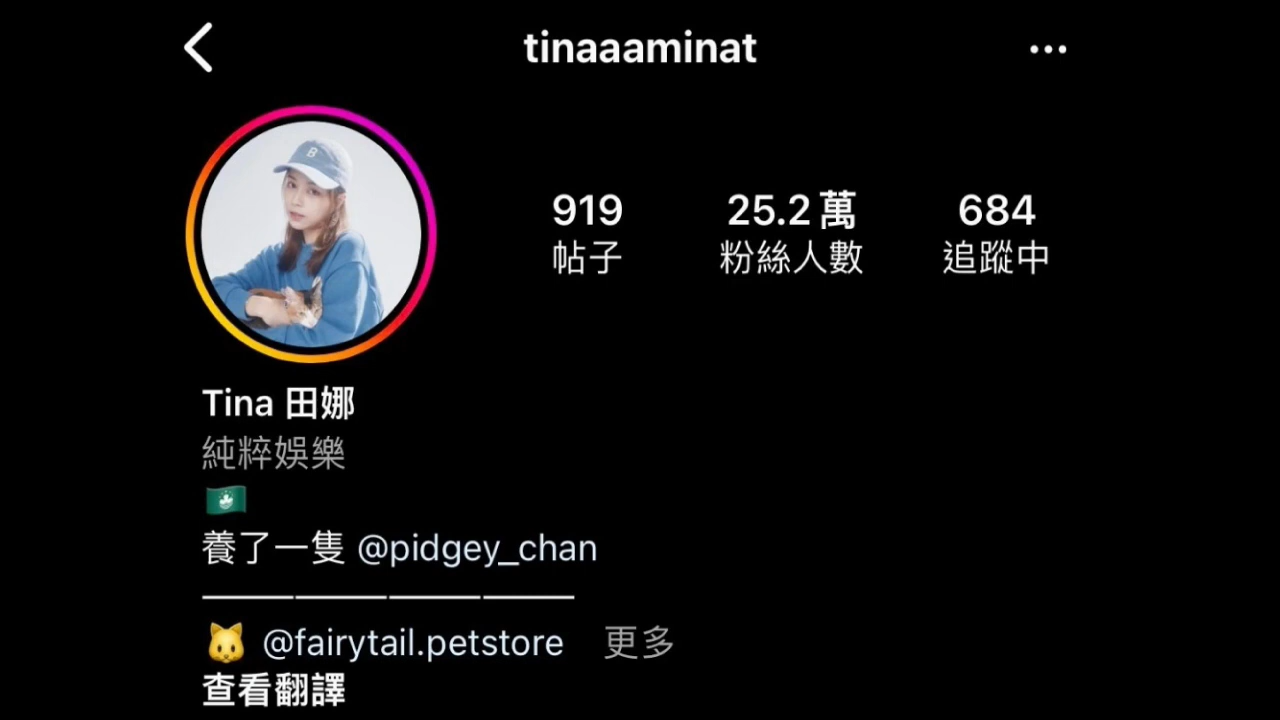 tinaaaminat
B
919 25.2萬 684
帖子 粉絲人數 追蹤中
Tina 田娜
純粹娛樂
養了一隻 @pidgey_chan
@fairytail.petstore 更多
查看翻譯